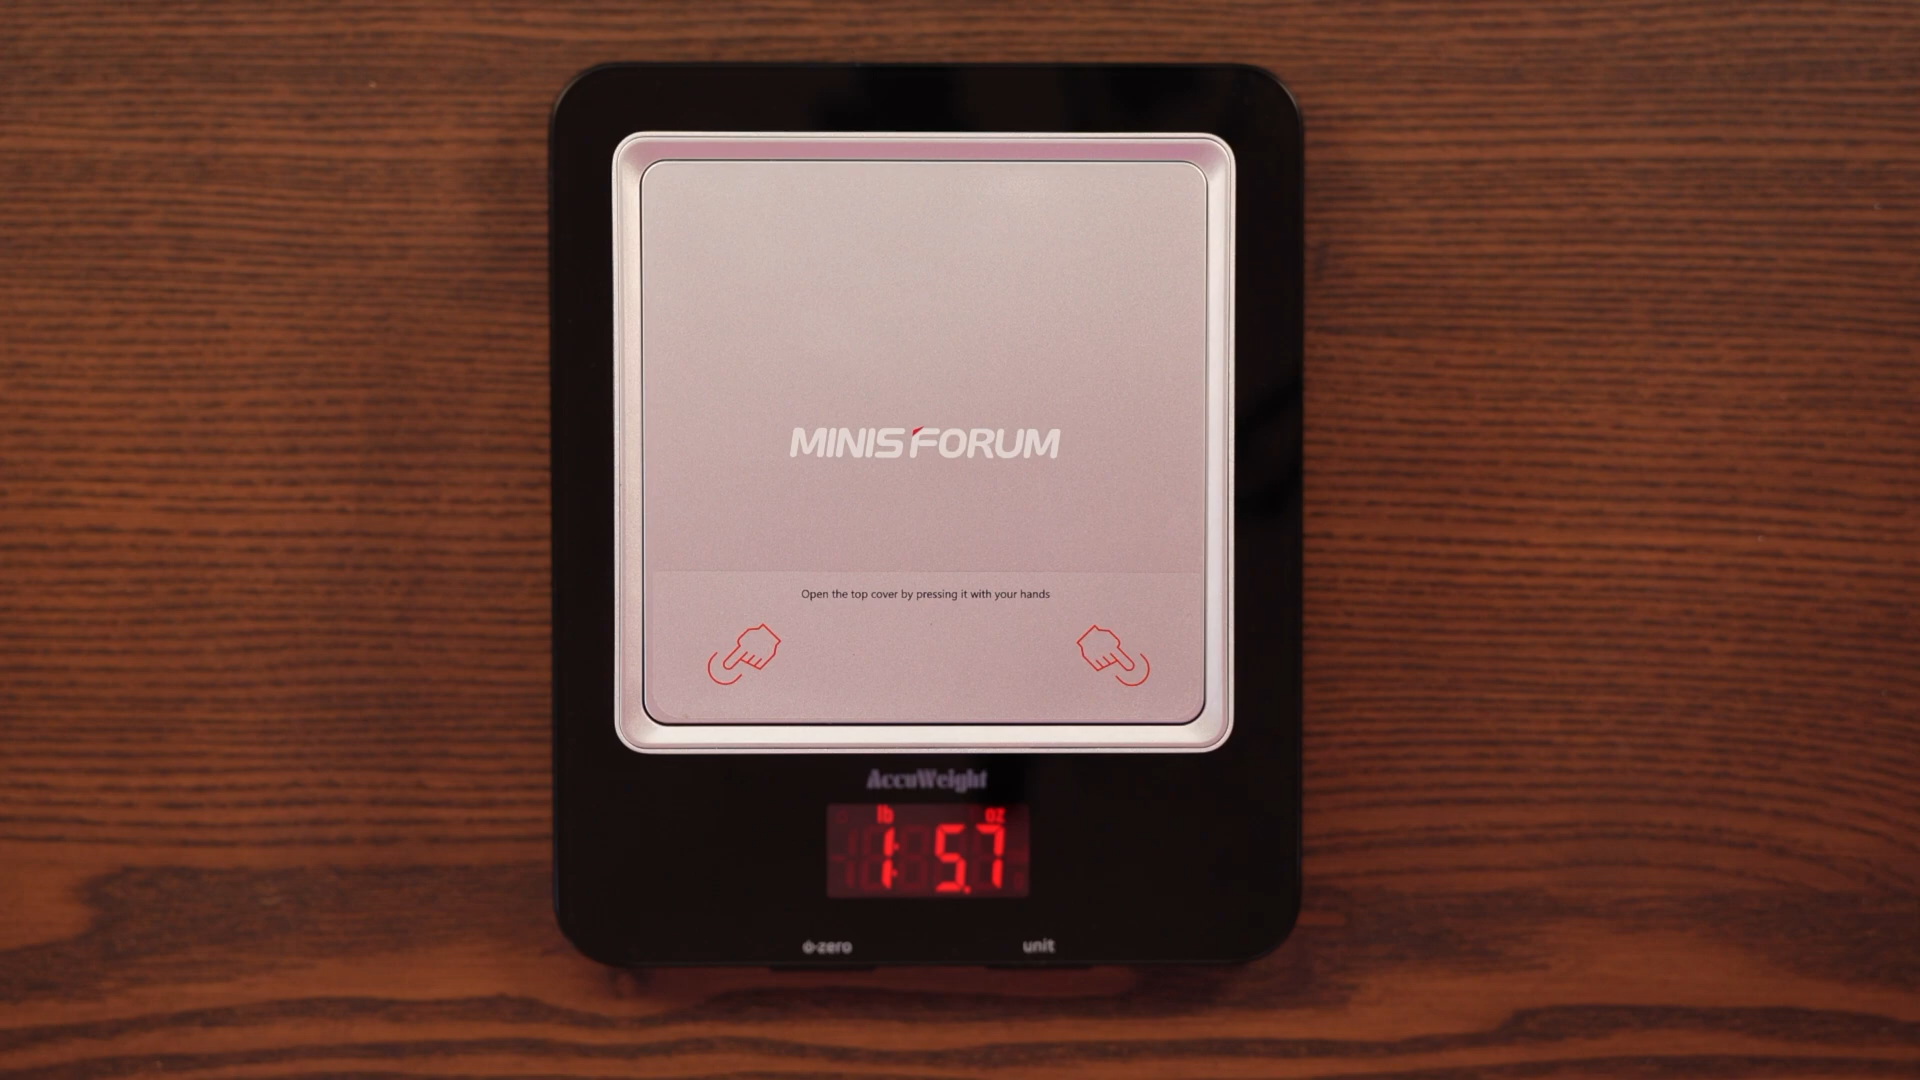 MINISFORUM
Open the top cover by pressing it with your hands
AccuWeight
lb oz
1: 5.7
zero unit